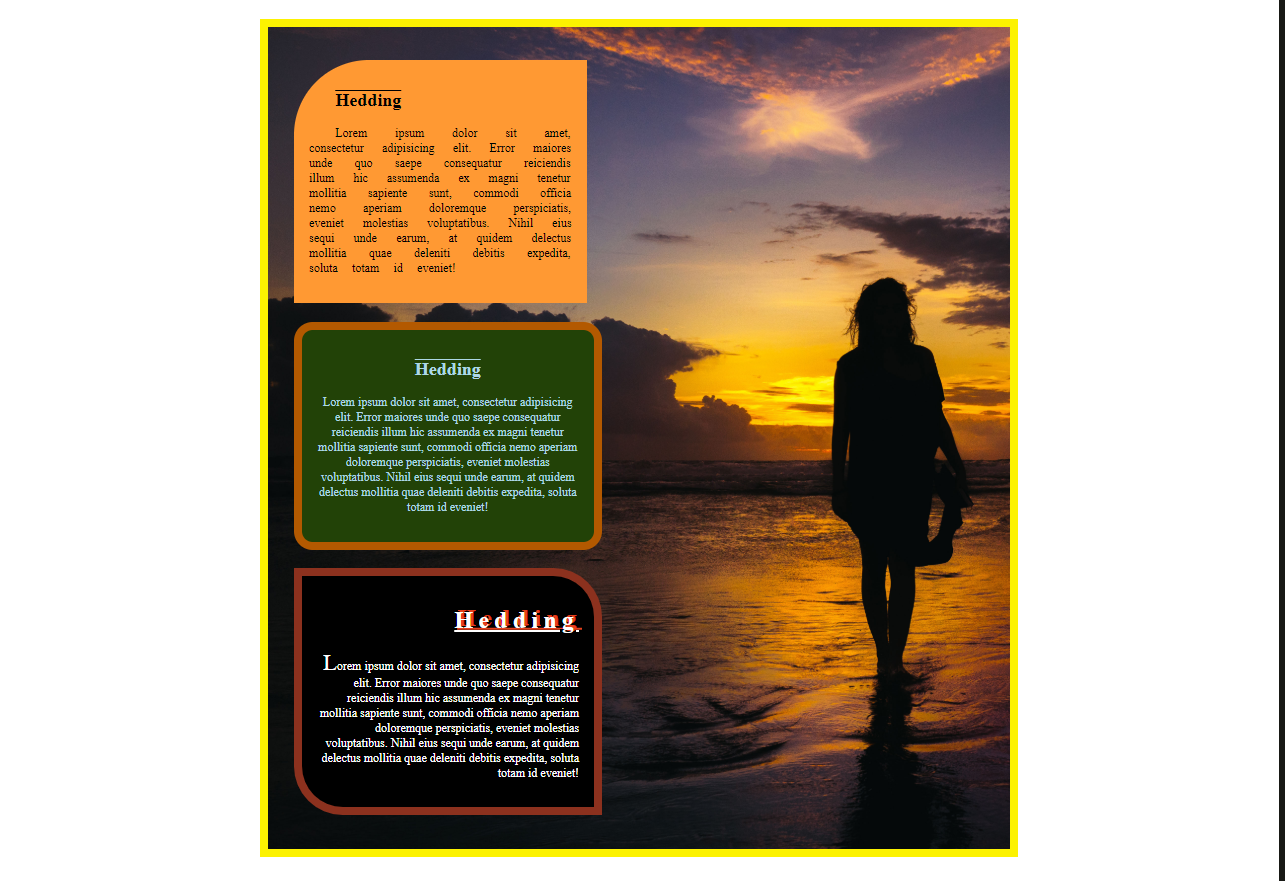 Hedding
Lorem ipsum dolor sit amet,
consectetur adipisicing elit. Error maiores
unde quo saepe consequatur reiciendis
illum hic assumenda ex magni tenetur
mollitia sapiente sunt, commodi officia
nemo aperiam doloremque perspiciatis,
eveniet molestias voluptatibus. Nihil eius
sequi unde earum, at quidem delectus
mollitia quae deleniti debitis expedita,
soluta totam id eveniet!
Hedding
Lorem ipsum dolor sit amet, consectetur adipisicing
elit. Error maiores unde quo saepe consequatur
reiciendis illum hic assumenda ex magni tenetur
mollitia sapiente sunt, commodi officia nemo aperiam
doloremque perspiciatis, eveniet molestias
voluptatibus. Nihil eius sequi unde earum, at quidem
delectus mollitia quae deleniti debitis expedita, soluta
totam id eveniet!
Hedding
Lorem ipsum dolor sit amet, consectetur adipisicing
elit. Error maiores unde quo saepe consequatur
reiciendis illum hic assumenda ex magni tenetur
mollitia sapiente sunt, commodi officia nemo aperiam
doloremque perspiciatis, eveniet molestias
voluptatibus. Nihil eius sequi unde earum, at quidem
delectus mollitia quae deleniti debitis expedita, soluta
totam id eveniet!